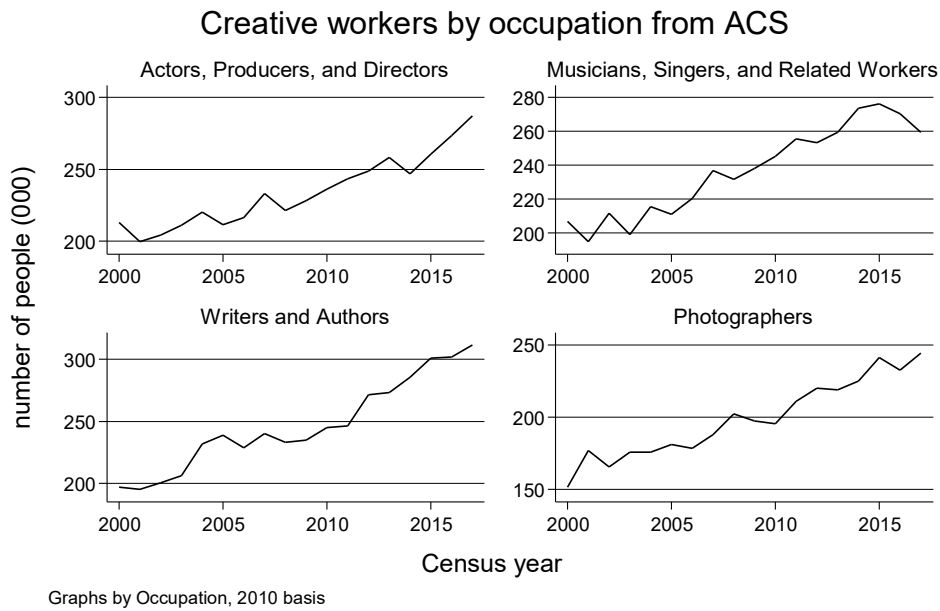 Creative workers by occupation from ACS
Actors, Producers, and Directors
300
250
200
2000 2005 2010 2015
Musicians, Singers, and Related Workers
280
260
240
220
200
2000 2005 2010 2015
number of people (000)
Writers and Authors
300
250
200
2000 2005 2010 2015
Photographers
250
200
150
2000 2005 2010 2015
Census year
Graphs by Occupation, 2010 basis